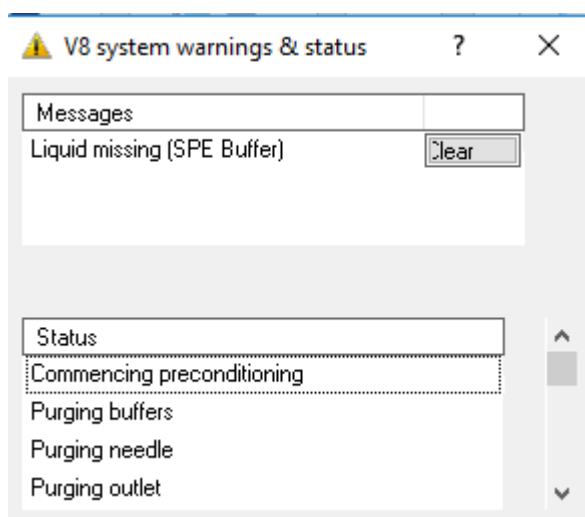 V8 system warnings & status ?
Messages
Liquid missing (SPE Buffer) Clear
Status
Commencing preconditioning
Purging buffers
Purging needle
Purging outlet